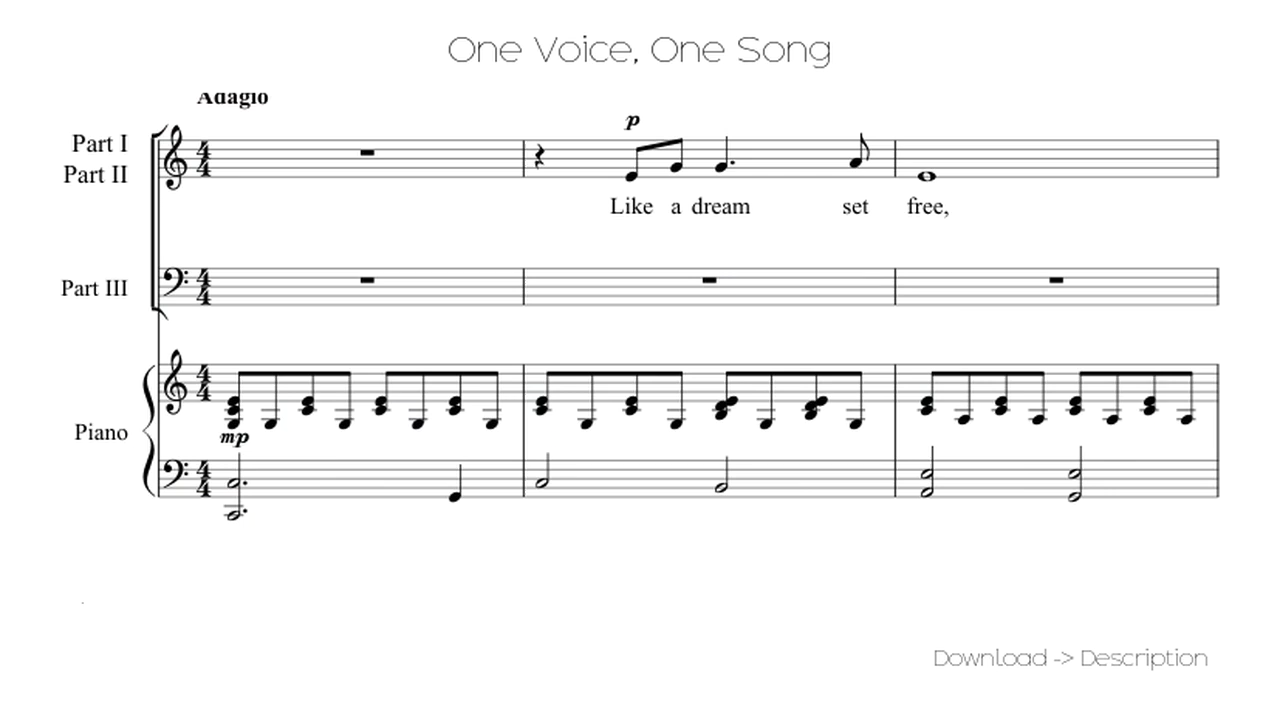 One Voice, One Song
Adagio
Part I
Part II
p
Like a dream set free,
Part III
Piano
mp
Download -> Description